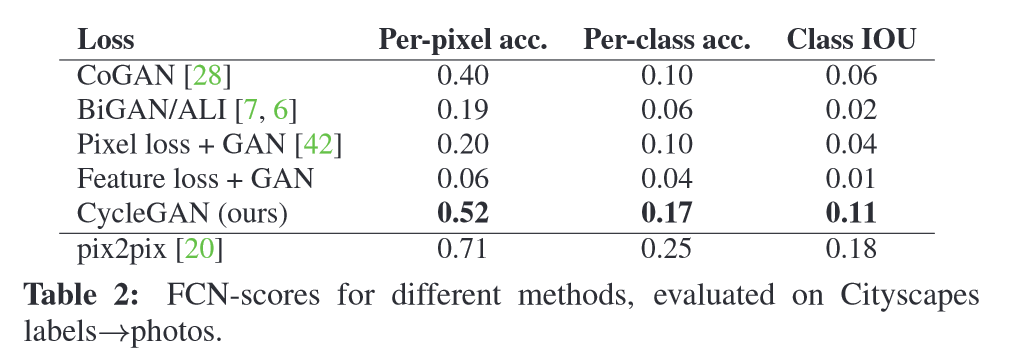 Loss Per-pixel acc. Per-class acc. Class IOU
CoGAN [28] 0.40 0.10 0.06
BiGAN/ALI [7, 6] 0.19 0.06 0.02
Pixel loss + GAN [42] 0.20 0.10 0.04
Feature loss + GAN 0.06 0.04 0.01
CycleGAN (ours) 0.52 0.17 0.11
pix2pix [20] 0.71 0.25 0.18
Table 2: FCN-scores for different methods, evaluated on Cityscapes
labels→photos.